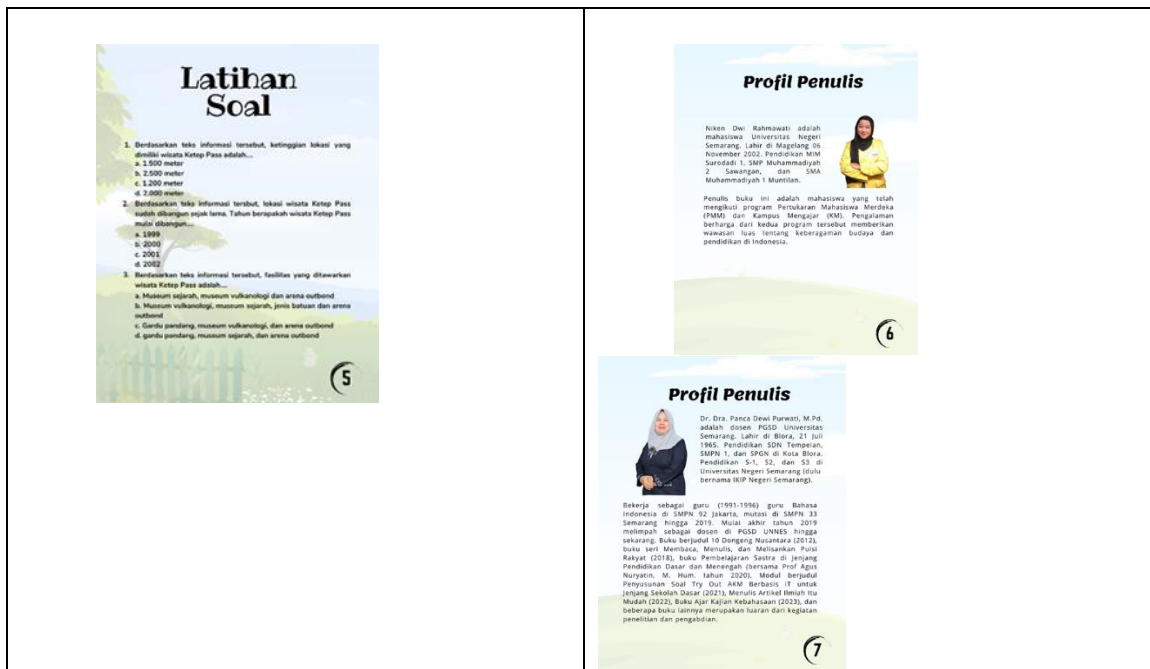 Latihan
Soal
1. Berdasarkan teks informasi tersebut, ketinggian lokasi yang
dimiliki wisata Ketep Pass adalah....
a. 1.500 meter
b. 2.500 meter
c. 1.200 meter
d. 2.000 meter
2. Berdasarkan teks informasi tersbut, lokasi wisata Ketep Pass
sudah dibangun sejak lama. Tahun berapakah wisata Ketep Pass
mulai dibangun....
a. 1999
b. 2000
c. 2001
d. 2002
3. Berdasarkan teks informasi tersebut, fasilitas yang ditawarkan
wisata Ketep Pass adalah....
a. Museum sejarah, museum vulkanologi dan arena outbond
b. Museum vulkanologi, museum sejarah, jenis batuan dan arena
outbond
c. Gardu pandang, museum vulkanologi, dan arena outbond
d. gardu pandang, museum sejarah, dan arena outbond
5
Profil Penulis
Niken Dwi Rahmawati adalah
mahasiswa Universitas Negeri
Semarang. Lahir di Magelang 06
November 2002. Pendidikan MIM
Surodadi 1, SMP Muhammadiyah
2 Sawangan, dan SMA
Muhammadiyah 1 Muntilan.
Penulis buku ini adalah mahasiswa yang telah
mengikuti program Pertukaran Mahasiswa Merdeka
(PMM) dan Kampus Mengajar (KM). Pengalaman
berharga dari kedua program tersebut memberikan
wawasan luas tentang keberagaman budaya dan
pendidikan di Indonesia.
6
Profil Penulis
Dr. Dra. Panca Dewi Purwati, M.Pd.
adalah dosen PGSD Universitas
Semarang. Lahir di Blora, 21 Juli
1965. Pendidikan SDN Tempelan,
SMPN 1, dan SPGN di Kota Blora.
Pendidikan S-1, S2, dan S3 di
Universitas Negeri Semarang (dulu
bernama IKIP Negeri Semarang).
Bekerja sebagai guru (1991-1996) guru Bahasa
Indonesia di SMPN 92 Jakarta, mutasi di SMPN 33
Semarang hingga 2019. Mulai akhir tahun 2019
melimpah sebagai dosen di PGSD UNNES hingga
sekarang. Buku berjudul 10 Dongeng Nusantara (2012),
buku seri Membaca, Menulis, dan Melisankan Puisi
Rakyat (2018), buku Pembelajaran Sastra di Jenjang
Pendidikan Dasar dan Menengah (bersama Prof Agus
Nuryatin, M. Hum. tahun 2020). Modul berjudul
Penyusunan Soal Try Out AKM Berbasis IT untuk
Jenjang Sekolah Dasar (2021), Menulis Artikel Ilmiah Itu
Mudah (2022), Buku Ajar Kajian Kebahasaan (2023), dan
beberapa buku lainnya merupakan luaran dari kegiatan
penelitian dan pengabdian.
7